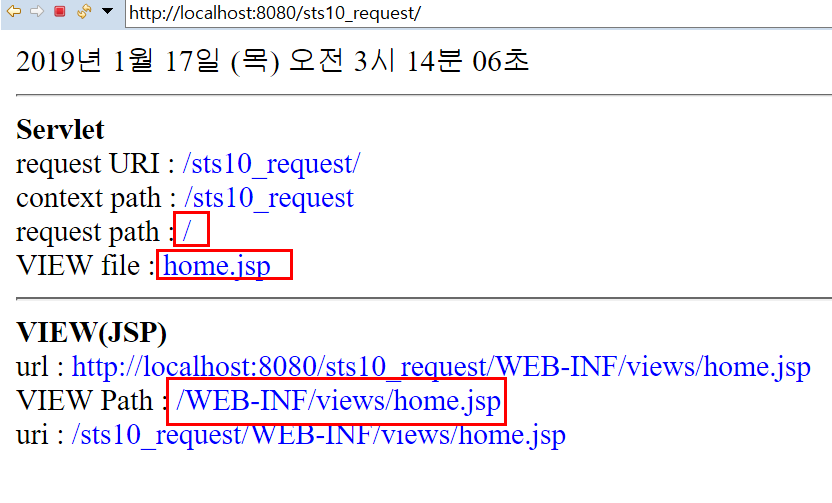 http://localhost:8080/sts10_request/
2019년 1월 17일 (목) 오전 3시 14분 06초
Servlet
request URI : /sts10_request/
context path : /sts10_request
request path : /
VIEW file : home.jsp
VIEW(JSP)
url : http://localhost:8080/sts10_request/WEB-INF/views/home.jsp
VIEW Path : /WEB-INF/views/home.jsp
uri : /sts10_request/WEB-INF/views/home.jsp